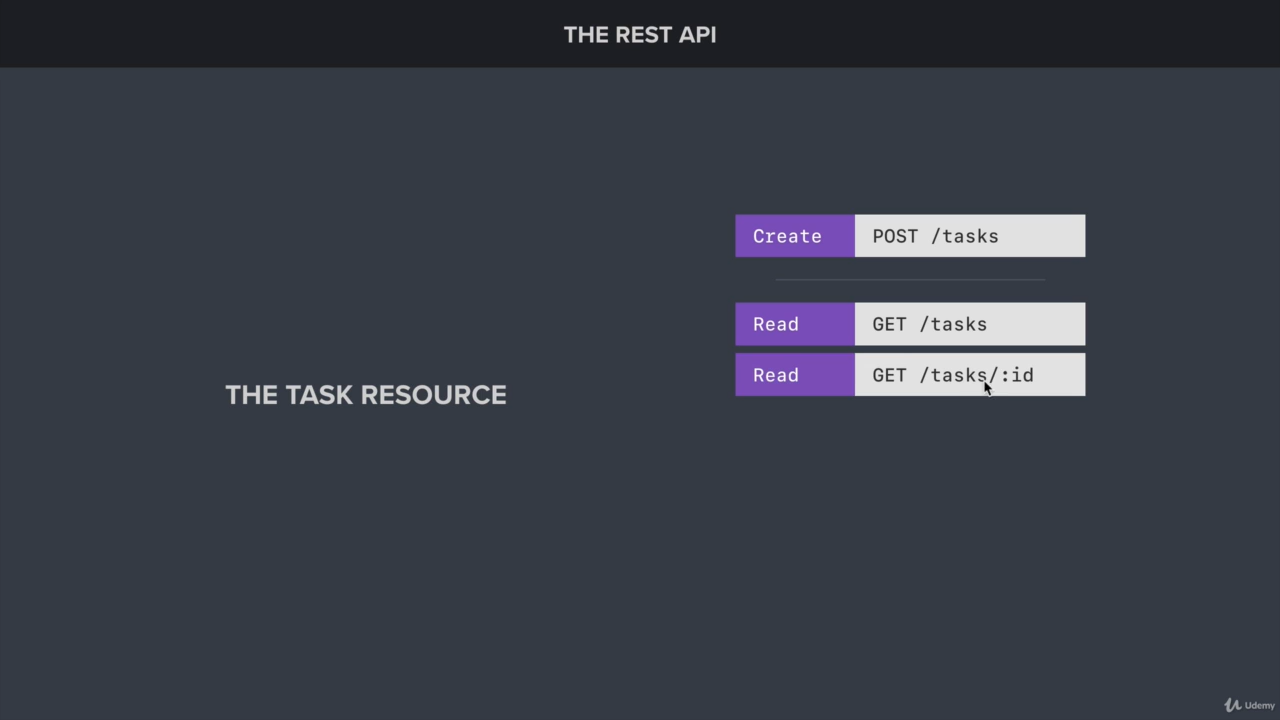 THE REST API
THE TASK RESOURCE
Create POST /tasks
Read GET /tasks
Read GET /tasks/:id
Udemy